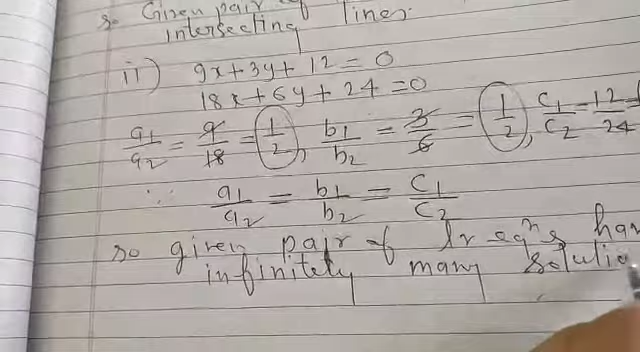 so Given pair of lines
intersecting
ii) 9x+3y+12=0
18x+6y+24=0
a1/a2 = 9/18 = 1/2, b1/b2 = 3/6 = 1/2, c1/c2 = 12/24
∵ a1/a2 = b1/b2 = c1/c2
so given pair of lr eqns hav
infinitely many solutio